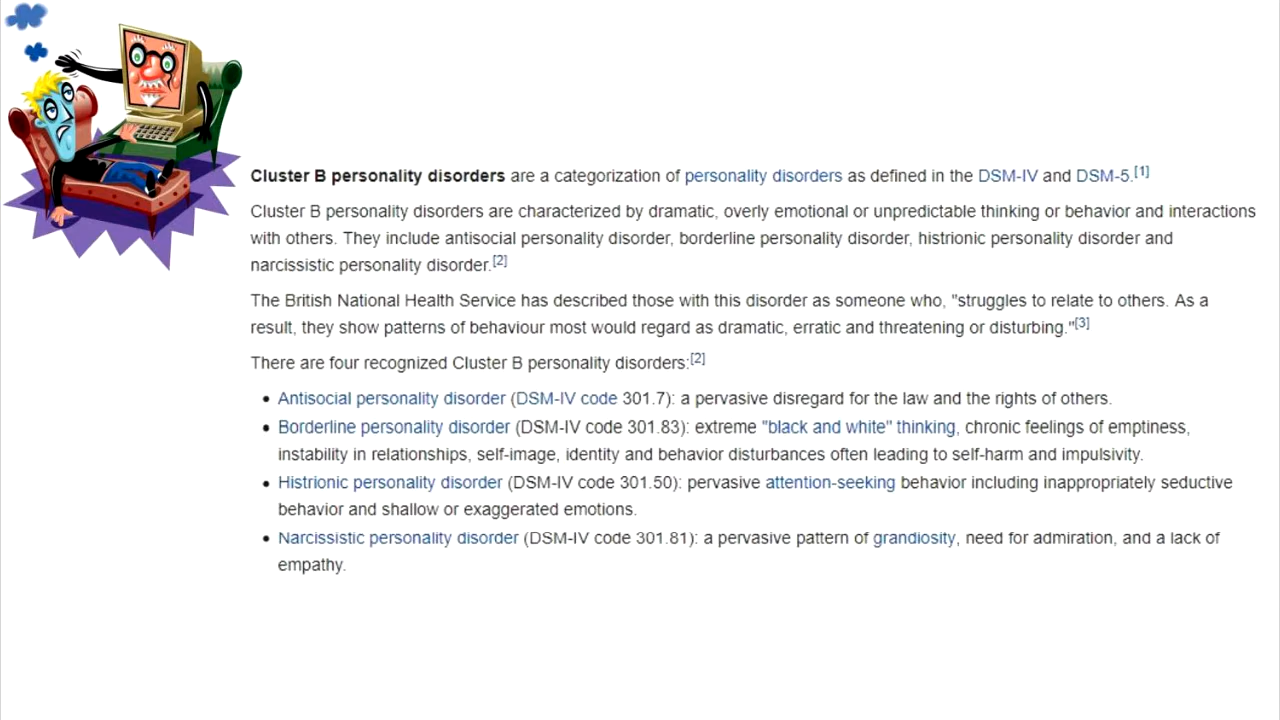 Cluster B personality disorders are a categorization of personality disorders as defined in the DSM-IV and DSM-5.[1]
Cluster B personality disorders are characterized by dramatic, overly emotional or unpredictable thinking or behavior and interactions
with others. They include antisocial personality disorder, borderline personality disorder, histrionic personality disorder and
narcissistic personality disorder.[2]
The British National Health Service has described those with this disorder as someone who, "struggles to relate to others. As a
result, they show patterns of behaviour most would regard as dramatic, erratic and threatening or disturbing."[3]
There are four recognized Cluster B personality disorders:[2]
• Antisocial personality disorder (DSM-IV code 301.7): a pervasive disregard for the law and the rights of others.
• Borderline personality disorder (DSM-IV code 301.83): extreme "black and white" thinking, chronic feelings of emptiness,
instability in relationships, self-image, identity and behavior disturbances often leading to self-harm and impulsivity.
• Histrionic personality disorder (DSM-IV code 301.50): pervasive attention-seeking behavior including inappropriately seductive
behavior and shallow or exaggerated emotions.
• Narcissistic personality disorder (DSM-IV code 301.81): a pervasive pattern of grandiosity, need for admiration, and a lack of
empathy.